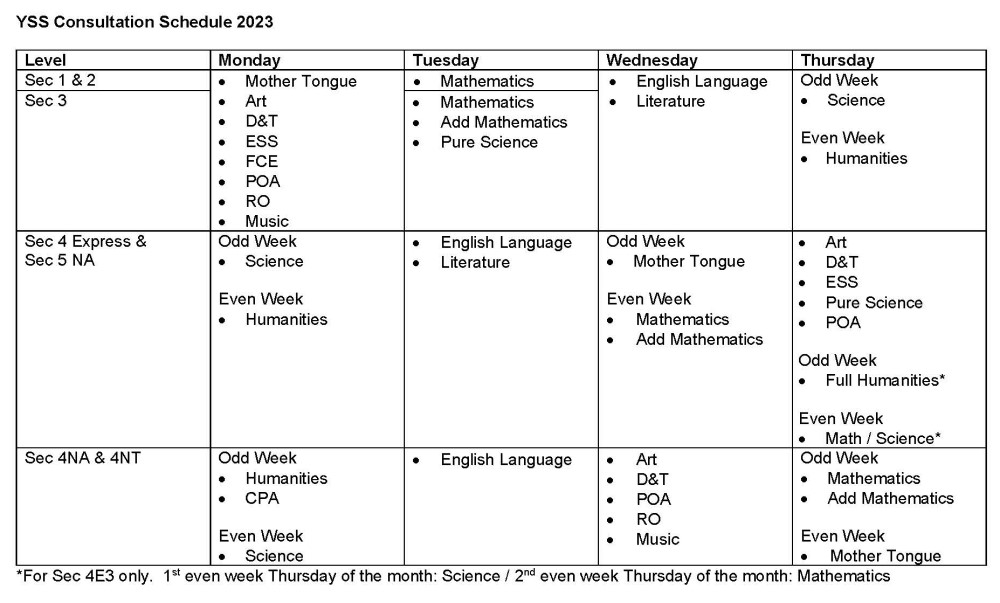 YSS Consultation Schedule 2023
Level Monday Tuesday Wednesday Thursday
Sec 1 & 2
Sec 3
• Mother Tongue
• Art
• D&T
• ESS
• FCE
• POA
• RO
• Music
• Mathematics
• Mathematics
• Add Mathematics
• Pure Science
• English Language
• Literature
Odd Week
• Science
Even Week
• Humanities
Sec 4 Express &
Sec 5 NA
Odd Week
• Science
Even Week
• Humanities
• English Language
• Literature
Odd Week
• Mother Tongue
Even Week
• Mathematics
• Add Mathematics
• Art
• D&T
• ESS
• Pure Science
• POA
Odd Week
• Full Humanities*
Even Week
• Math / Science*
Sec 4NA & 4NT
Odd Week
• Humanities
• CPA
Even Week
• Science
• English Language
• Art
• D&T
• POA
• RO
• Music
Odd Week
• Mathematics
• Add Mathematics
Even Week
• Mother Tongue
*For Sec 4E3 only. 1st even week Thursday of the month: Science / 2nd even week Thursday of the month: Mathematics